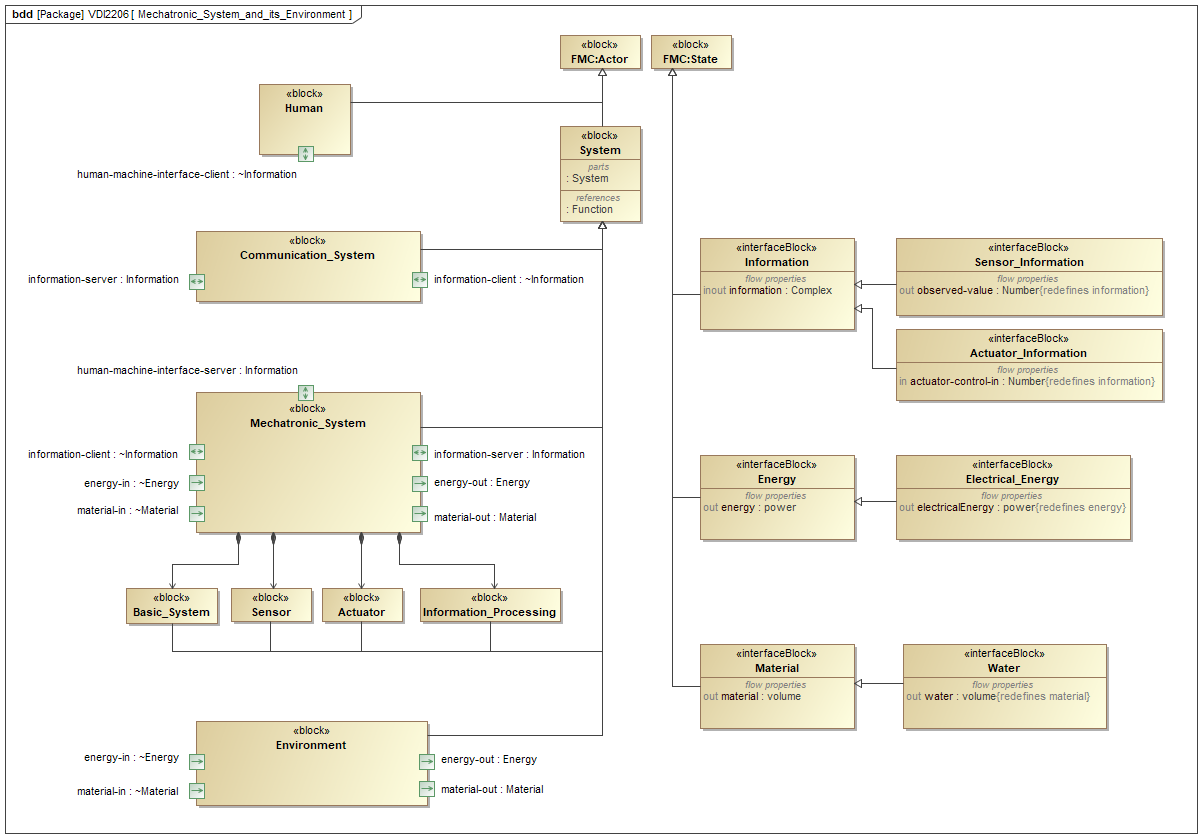 bdd [Package] VDI2206 [ Mechatronic_System_and_its_Environment ]
«block»
FMC:Actor
«block»
FMC:State
«block»
Human
human-machine-interface-client : ~Information
«block»
System
parts
: System
references
: Function
«block»
Communication_System
information-server : Information
information-client : ~Information
human-machine-interface-server : Information
«block»
Mechatronic_System
information-client : ~Information
energy-in : ~Energy
material-in : ~Material
information-server : Information
energy-out : Energy
material-out : Material
«block»
Basic_System
«block»
Sensor
«block»
Actuator
«block»
Information_Processing
«block»
Environment
energy-in : ~Energy
material-in : ~Material
energy-out : Energy
material-out : Material
«interfaceBlock»
Information
flow properties
inout information : Complex
«interfaceBlock»
Sensor_Information
flow properties
out observed-value : Number{redefines information}
«interfaceBlock»
Actuator_Information
flow properties
in actuator-control-in : Number{redefines information}
«interfaceBlock»
Energy
flow properties
out energy : power
«interfaceBlock»
Electrical_Energy
flow properties
out electricalEnergy : power{redefines energy}
«interfaceBlock»
Material
flow properties
out material : volume
«interfaceBlock»
Water
flow properties
out water : volume{redefines material}